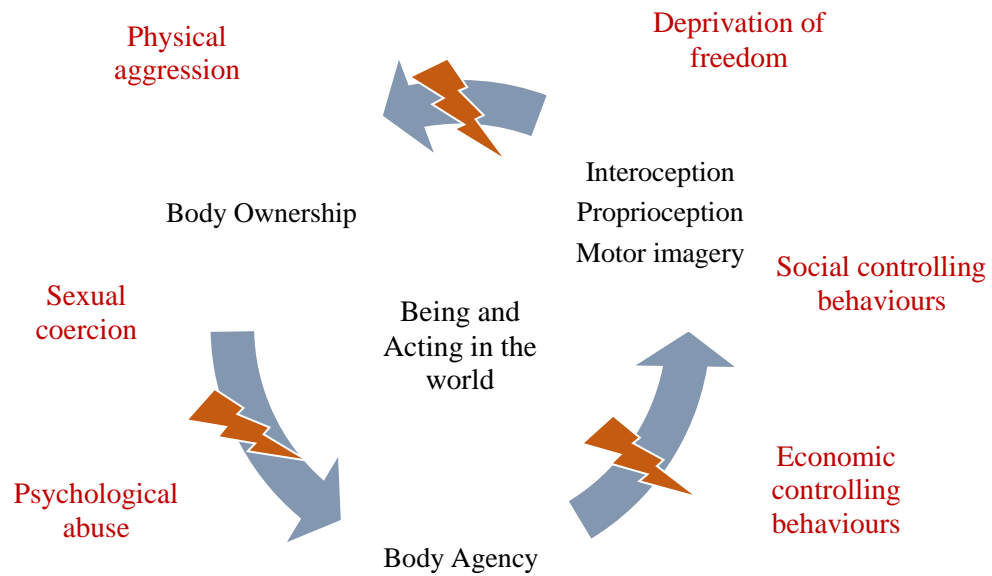 Physical
aggression
Deprivation of
freedom
Interoception
Proprioception
Motor imagery
Body Ownership
Social controlling
behaviours
Sexual
coercion
Being and
Acting in the
world
Economic
controlling
behaviours
Psychological
abuse
Body Agency